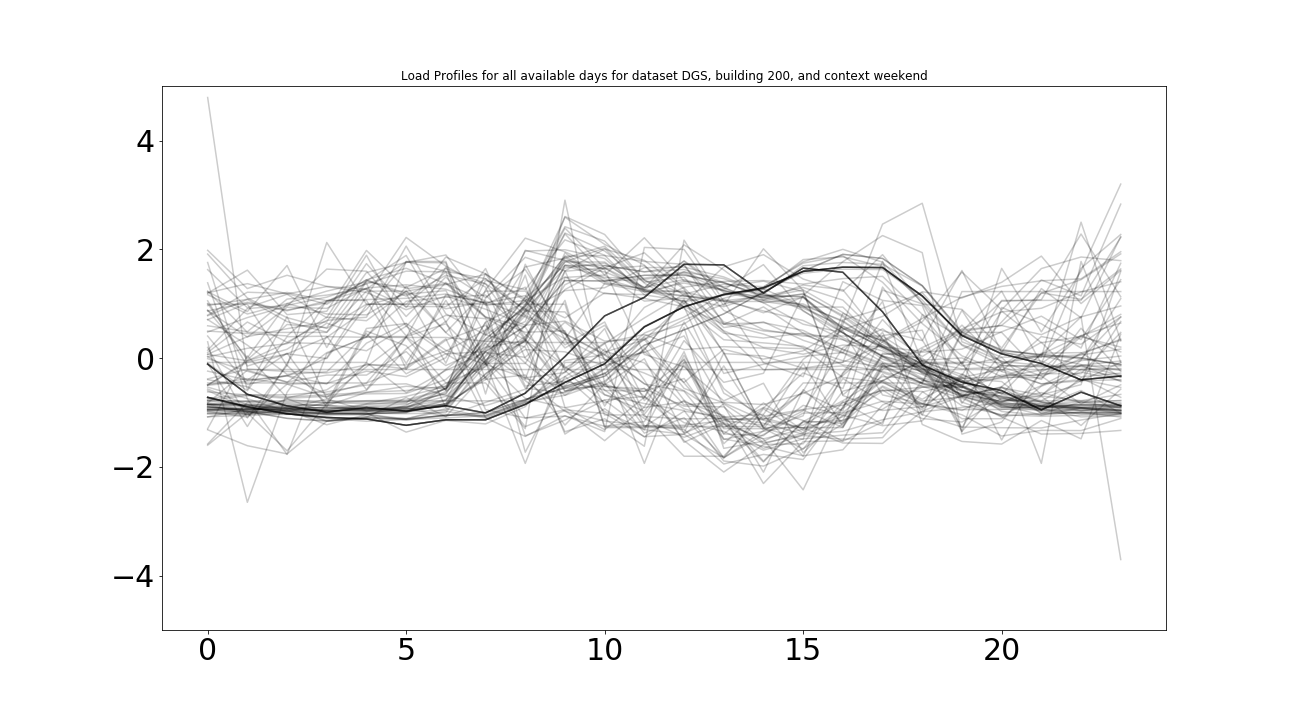 Load Profiles for all available days for dataset DGS, building 200, and context weekend
4
2
0
−2
−4
0 5 10 15 20